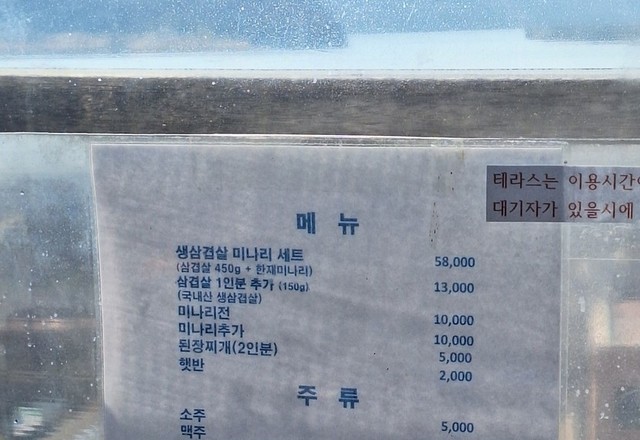 테라스는 이용시간
대기자가 있을시에
메 뉴
생삼겹살 미나리 세트 58,000
(삼겹살 450g + 한재미나리)
삼겹살 1인분 추가 (150g) 13,000
(국내산 생삼겹살)
미나리전 10,000
미나리추가 10,000
된장찌개(2인분) 5,000
햇반 2,000
주 류
소주 5,000
맥주